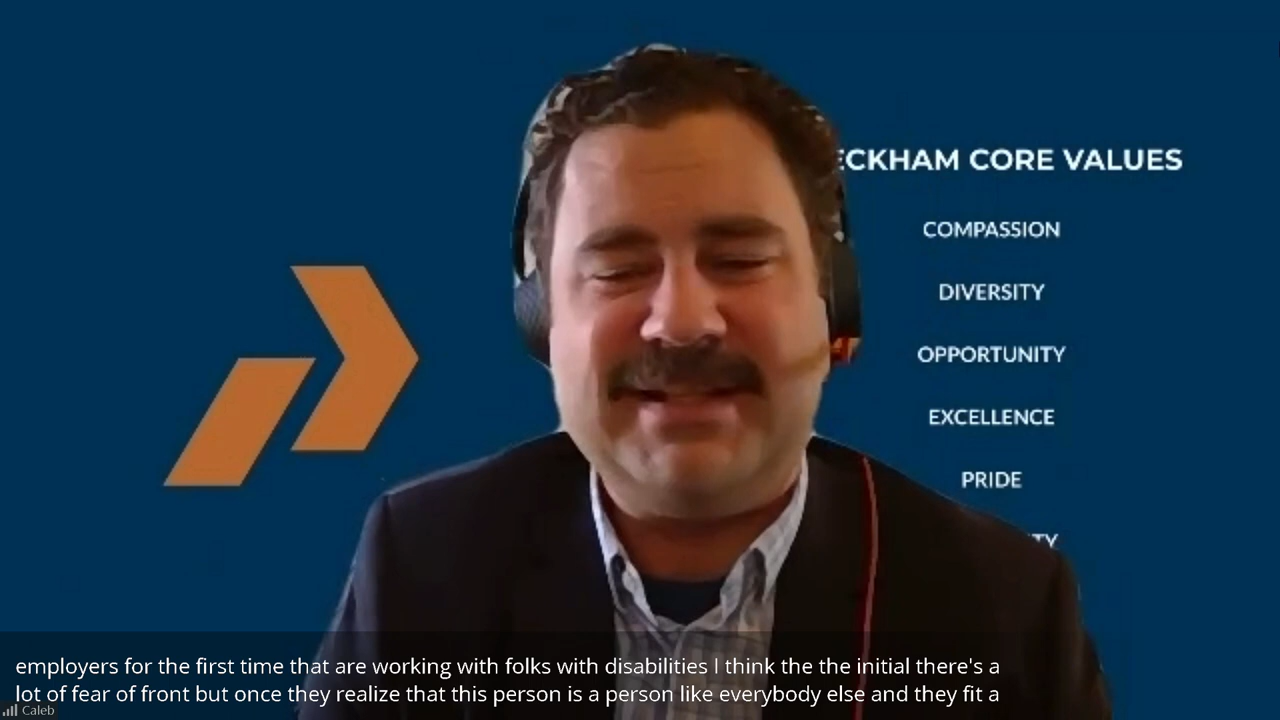 ECKHAM CORE VALUES
COMPASSION
DIVERSITY
OPPORTUNITY
EXCELLENCE
PRIDE
TY
employers for the first time that are working with folks with disabilities I think the the initial there's a
lot of fear of front but once they realize that this person is a person like everybody else and they fit a
Caleb